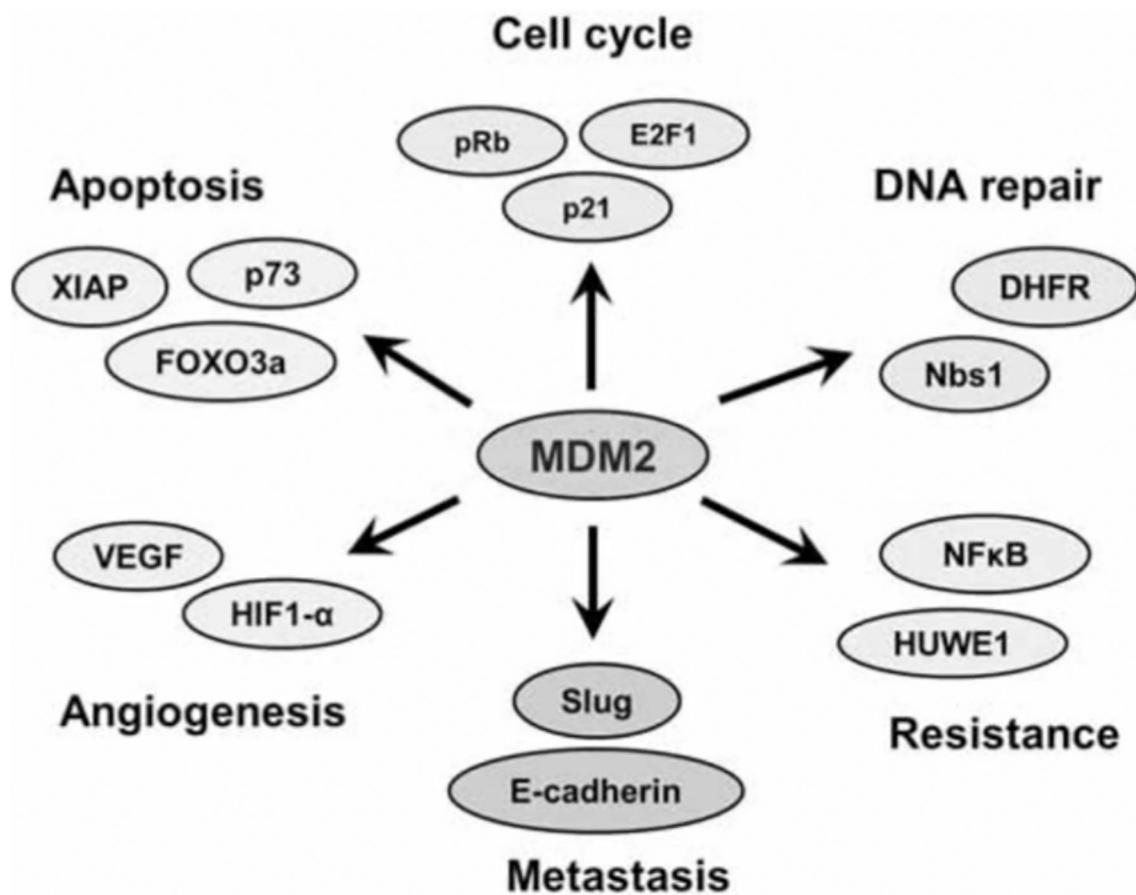 Cell cycle
pRb
E2F1
p21
Apoptosis
XIAP
p73
FOXO3a
DNA repair
DHFR
Nbs1
MDM2
VEGF
HIF1-α
Angiogenesis
NFκB
HUWE1
Resistance
Slug
E-cadherin
Metastasis